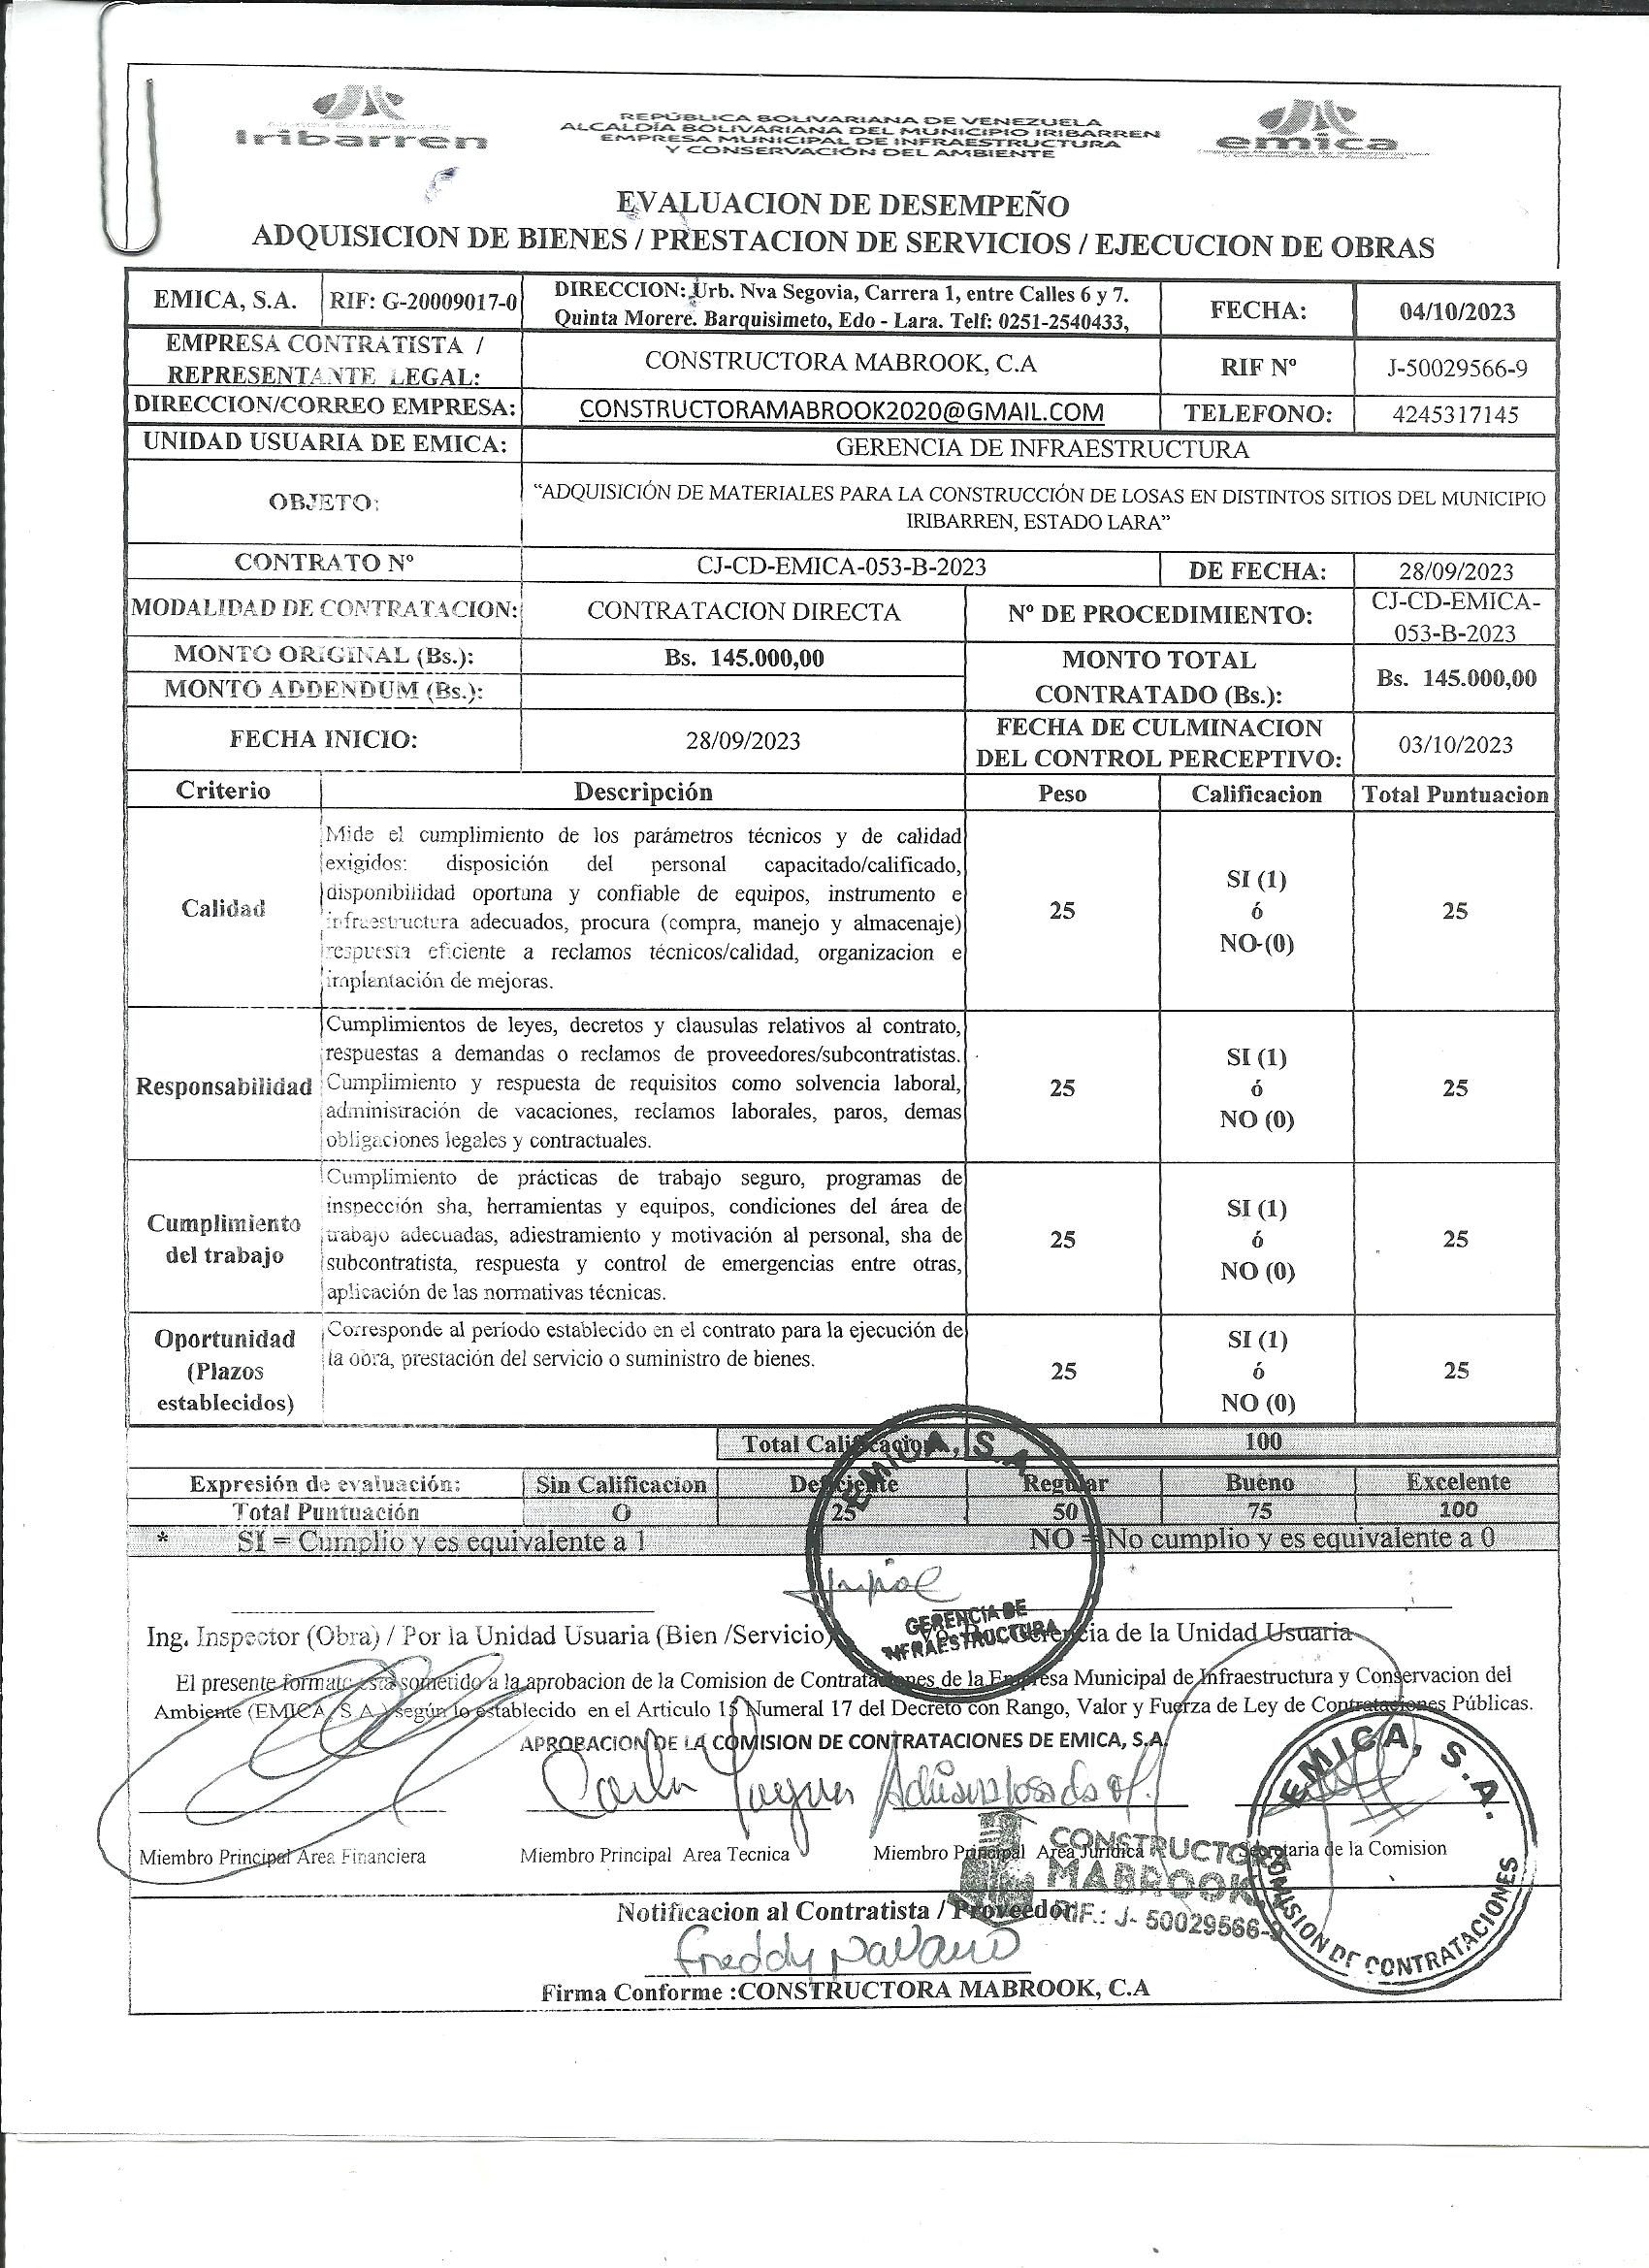 Iribarren
REPÚBLICA BOLIVARIANA DE VENEZUELA
ALCALDÍA BOLIVARIANA DEL MUNICIPIO IRIBARREN
EMPRESA MUNICIPAL DE INFRAESTRUCTURA
Y CONSERVACIÓN DEL AMBIENTE
emica
EVALUACION DE DESEMPEÑO
ADQUISICION DE BIENES / PRESTACION DE SERVICIOS / EJECUCION DE OBRAS
EMICA, S.A. RIF: G-20009017-0
DIRECCION: Urb. Nva Segovia, Carrera 1, entre Calles 6 y 7.
Quinta Morere. Barquisimeto, Edo - Lara. Telf: 0251-2540433,
FECHA: 04/10/2023
EMPRESA CONTRATISTA /
REPRESENTANTE LEGAL:
CONSTRUCTORA MABROOK, C.A RIF Nº J-50029566-9
DIRECCION/CORREO EMPRESA: CONSTRUCTORAMABROOK2020@GMAIL.COM TELEFONO: 4245317145
UNIDAD USUARIA DE EMICA: GERENCIA DE INFRAESTRUCTURA
OBJETO:
“ADQUISICIÓN DE MATERIALES PARA LA CONSTRUCCIÓN DE LOSAS EN DISTINTOS SITIOS DEL MUNICIPIO
IRIBARREN, ESTADO LARA”
CONTRATO Nº CJ-CD-EMICA-053-B-2023 DE FECHA: 28/09/2023
MODALIDAD DE CONTRATACION: CONTRATACION DIRECTA Nº DE PROCEDIMIENTO:
CJ-CD-EMICA-
053-B-2023
MONTO ORIGINAL (Bs.): Bs. 145.000,00
MONTO ADDENDUM (Bs.):
MONTO TOTAL
CONTRATADO (Bs.):
Bs. 145.000,00
FECHA INICIO: 28/09/2023
FECHA DE CULMINACION
DEL CONTROL PERCEPTIVO:
03/10/2023
Criterio Descripción Peso Calificacion Total Puntuacion
Calidad
Mide el cumplimiento de los parámetros técnicos y de calidad
exigidos: disposición del personal capacitado/calificado,
disponibilidad oportuna y confiable de equipos, instrumento e
infraestructura adecuados, procura (compra, manejo y almacenaje)
respuesta eficiente a reclamos técnicos/calidad, organizacion e
implantación de mejoras.
25
SI (1)
ó
NO (0)
25
Responsabilidad
Cumplimientos de leyes, decretos y clausulas relativos al contrato,
respuestas a demandas o reclamos de proveedores/subcontratistas.
Cumplimiento y respuesta de requisitos como solvencia laboral,
administración de vacaciones, reclamos laborales, paros, demas
obligaciones legales y contractuales.
25
SI (1)
ó
NO (0)
25
Cumplimiento
del trabajo
Cumplimiento de prácticas de trabajo seguro, programas de
inspección sha, herramientas y equipos, condiciones del área de
trabajo adecuadas, adiestramiento y motivación al personal, sha de
subcontratista, respuesta y control de emergencias entre otras,
aplicación de las normativas técnicas.
25
SI (1)
ó
NO (0)
25
Oportunidad
(Plazos
establecidos)
Corresponde al período establecido en el contrato para la ejecución de
la obra, prestación del servicio o suministro de bienes.
25
SI (1)
ó
NO (0)
25
Total Calificacion 100
Expresión de evaluación: Sin Calificacion Deficiente Regular Bueno Excelente
Total Puntuación 0 25 50 75 100
* SI = Cumplio y es equivalente a 1 NO = No cumplio y es equivalente a 0
EMICA, S.A.
GERENCIA DE
INFRAESTRUCTURA
Ing. Inspector (Obra) / Por la Unidad Usuaria (Bien /Servicio) Gerencia de la Unidad Usuaria
El presente formato esta sometido a la aprobacion de la Comision de Contrataciones de la Empresa Municipal de Infraestructura y Conservacion del
Ambiente (EMICA, S.A.) según lo establecido en el Articulo 15 Numeral 17 del Decreto con Rango, Valor y Fuerza de Ley de Contrataciones Públicas.
APROBACION DE LA COMISION DE CONTRATACIONES DE EMICA, S.A.
Miembro Principal Area Financiera Miembro Principal Area Tecnica Miembro Principal Area Juridica Secretaria de la Comision
EMICA, S.A.
COMISION DE CONTRATACIONES
CONSTRUCTORA
MABROOK
RIF.: J- 50029566-9
Notificacion al Contratista / Proveedor
Freddy Navarro
Firma Conforme :CONSTRUCTORA MABROOK, C.A